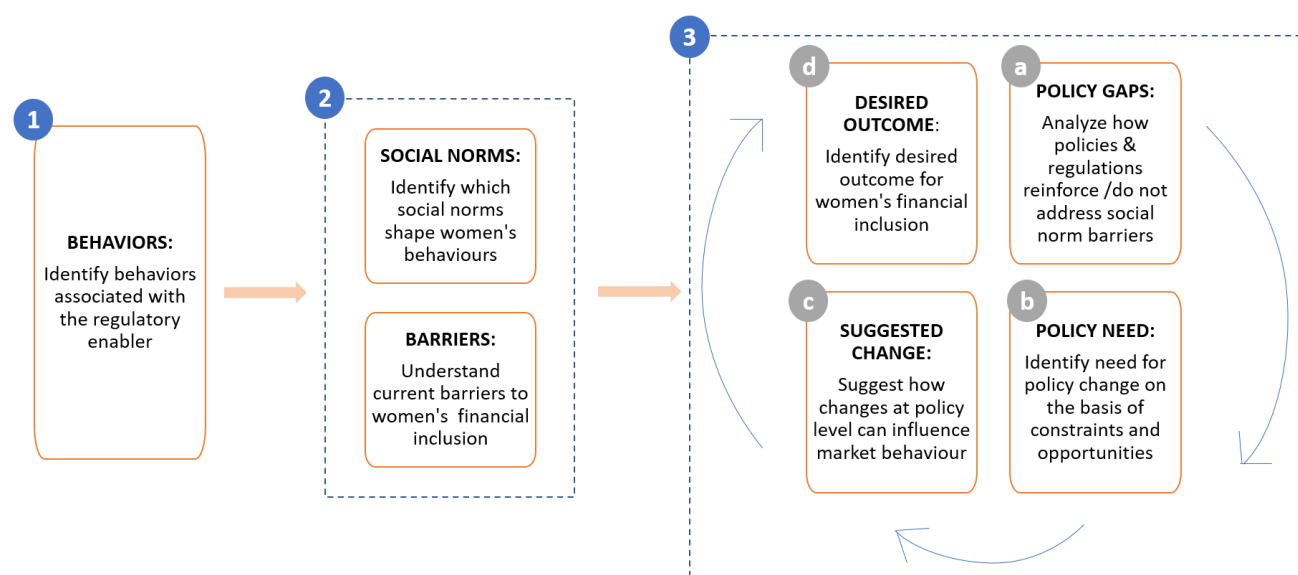 1
BEHAVIORS:
Identify behaviors
associated with
the regulatory
enabler
2
SOCIAL NORMS:
Identify which
social norms
shape women's
behaviours
BARRIERS:
Understand
current barriers to
women's  financial
inclusion
3
d
DESIRED
OUTCOME:
Identify desired
outcome for
women's financial
inclusion
a
POLICY GAPS:
Analyze how
policies &
regulations
reinforce /do not
address social
norm barriers
c
SUGGESTED
CHANGE:
Suggest how
changes at policy
level can influence
market behaviour
b
POLICY NEED:
Identify need for
policy change on
the basis of
constraints and
opportunities